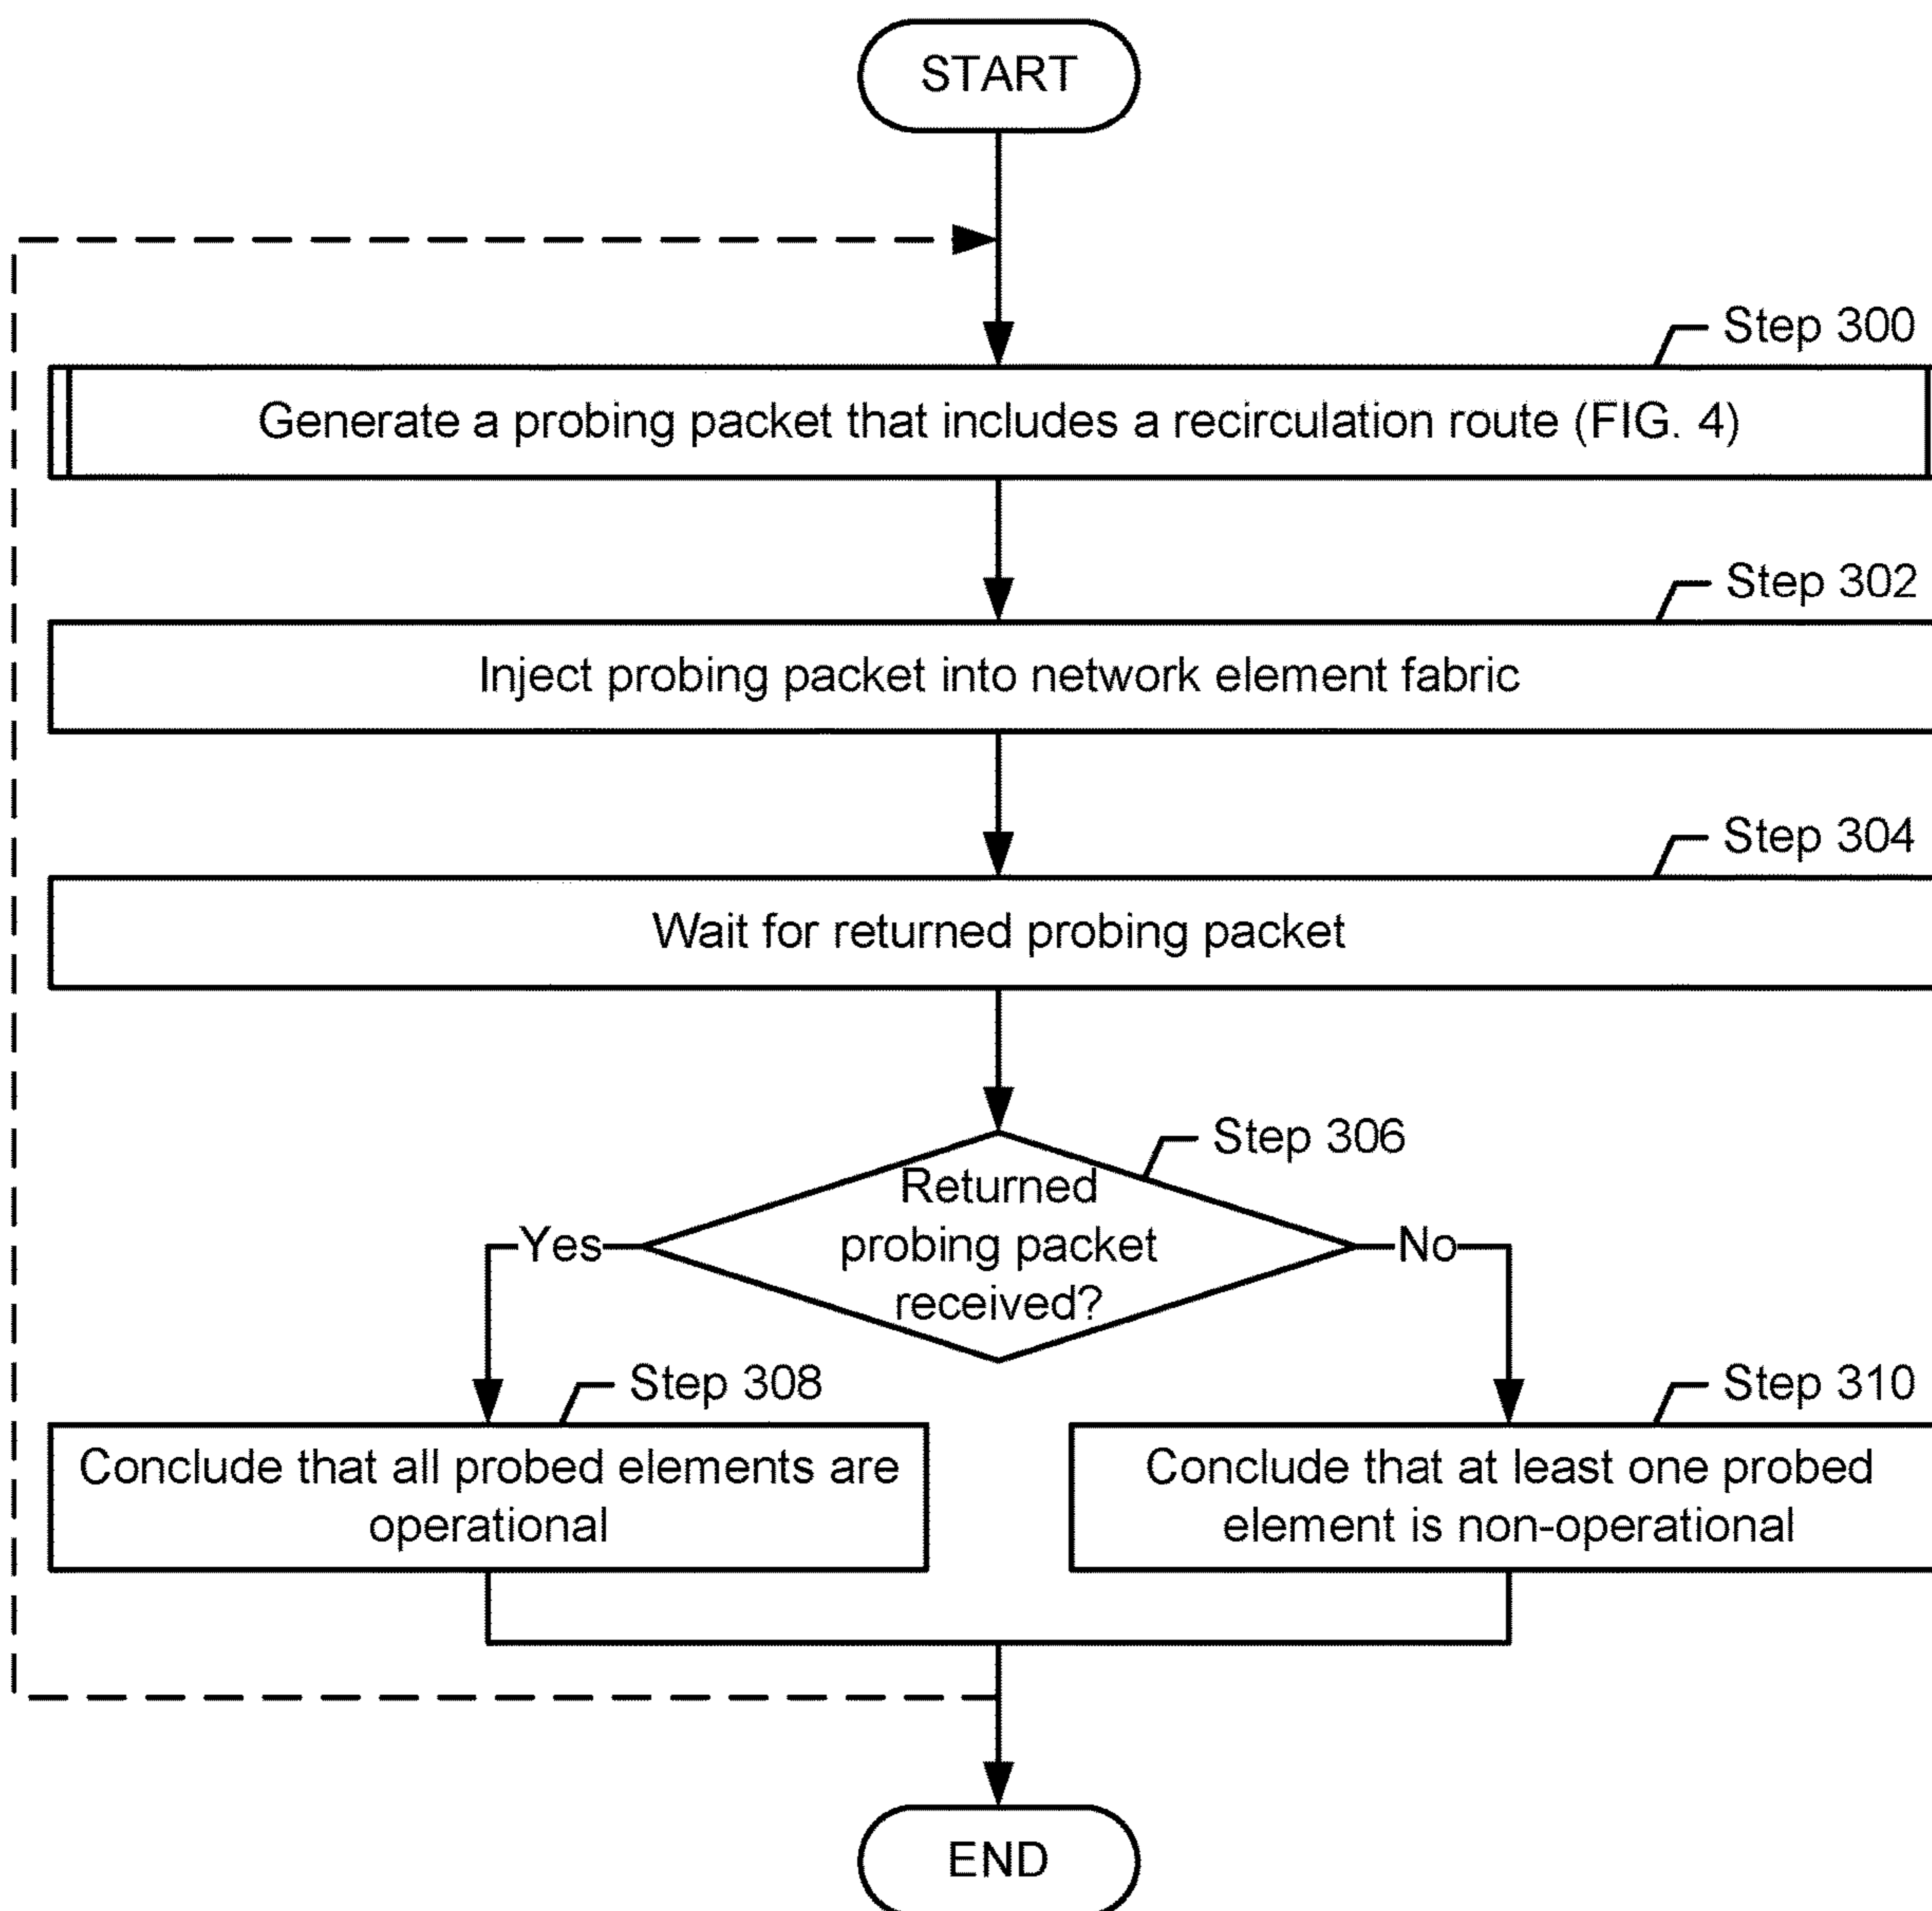 START
Step 300
Generate a probing packet that includes a recirculation route (FIG. 4)
Step 302
Inject probing packet into network element fabric
Step 304
Wait for returned probing packet
Step 306
Returned
probing packet
received?
Yes
No
Step 308
Conclude that all probed elements are
operational
Step 310
Conclude that at least one probed
element is non-operational
END